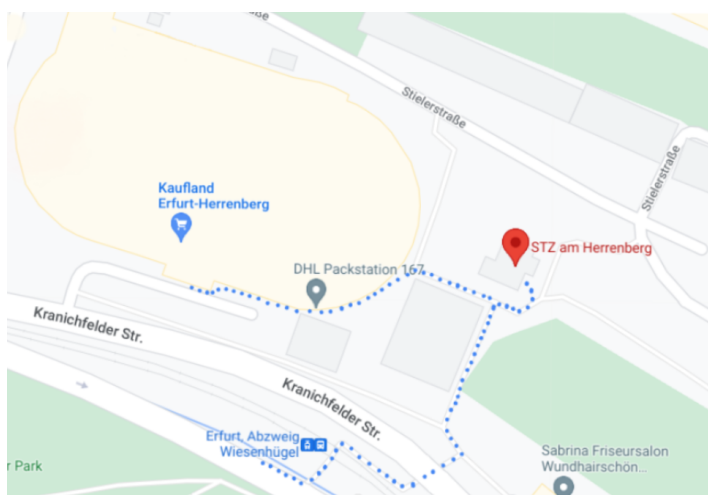 Stielerstraße
Stielerstraße
Kaufland
Erfurt-Herrenberg
STZ am Herrenberg
DHL Packstation 167
Kranichfelder Str.
Kranichfelder Str.
Erfurt, Abzweig
Wiesenhügel
Sabrina Friseursalon
Wundhairschön...
r Park